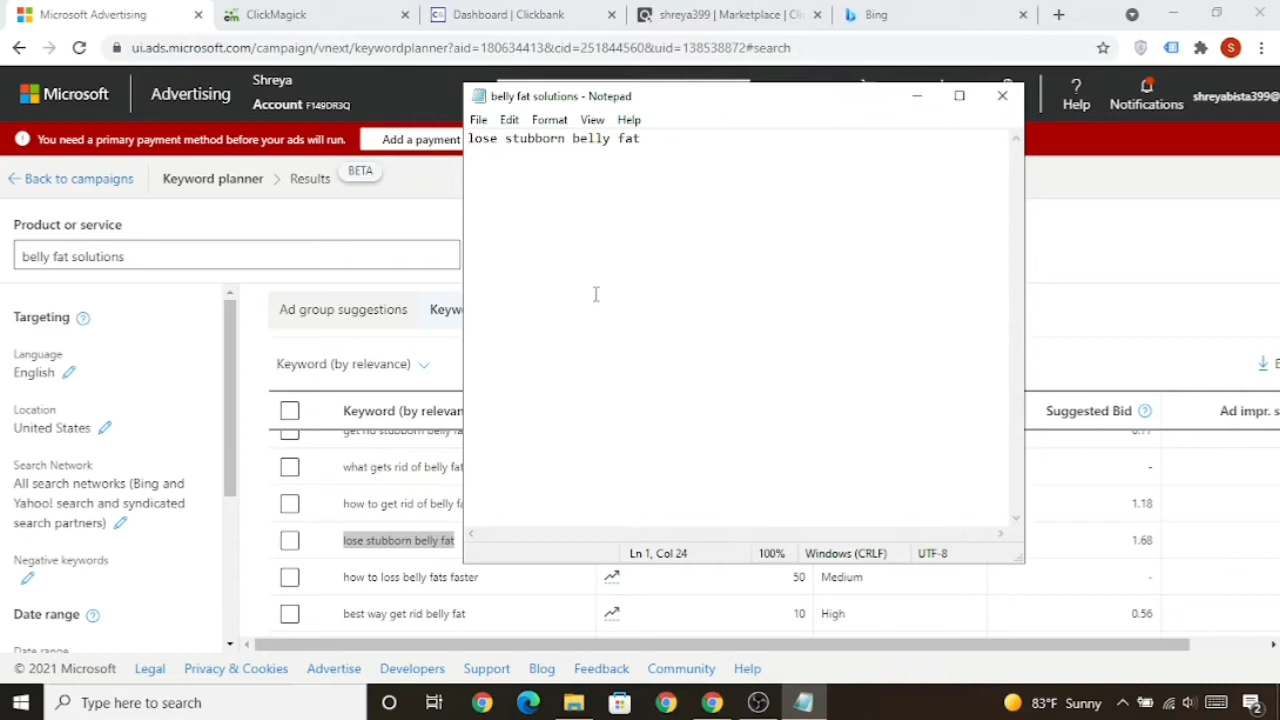 Microsoft Advertising
ClickMagick
Dashboard | Clickbank
shreya399 | Marketplace | Cli
Bing
ui.ads.microsoft.com/campaign/vnext/keywordplanner?aid=180634413&cid=251844560&uid=138538872#search
S
Microsoft
Advertising
Shreya
Account F149DR3Q
Help
Notifications
shreyabista399@
You need a primary payment method before your ads will run.
Add a payment
Back to campaigns
Keyword planner
Results
BETA
Product or service
belly fat solutions
Targeting
Language
English
Location
United States
Search Network
All search networks (Bing and
Yahoo! search and syndicated
search partners)
Negative keywords
Date range
Ad group suggestions
Keyw
Keyword (by relevance)
Keyword (by relevan
Suggested Bid
Ad impr. s
what gets rid of belly fat
-
how to get rid of belly fa
1.18
lose stubborn belly fat
1.68
how to loss belly fats faster
50
Medium
-
best way get rid belly fat
10
High
0.56
belly fat solutions - Notepad
File Edit Format View Help
lose stubborn belly fat
Ln 1, Col 24
100%
Windows (CRLF)
UTF-8
© 2021 Microsoft Legal Privacy & Cookies Advertise Developers Support Blog Feedback Community Help
Type here to search
83°F Sunny
2